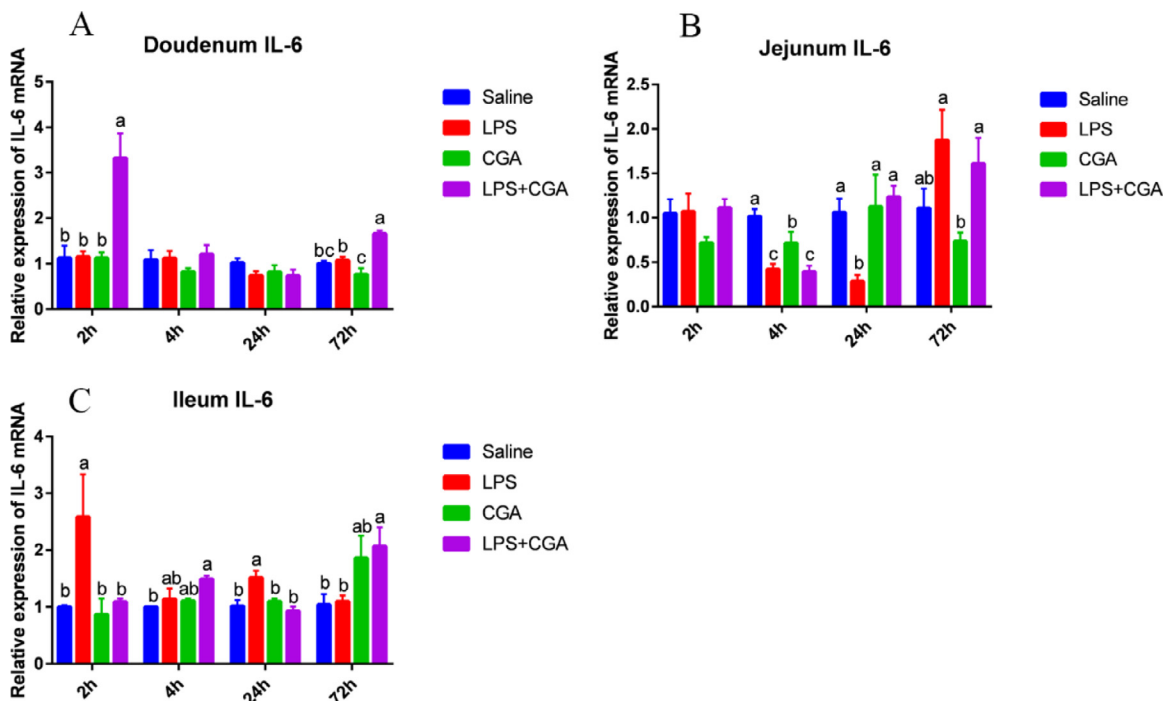 A
Doudenum IL-6
Relative expression of IL-6 mRNA
5
4
3
2
1
0
a
b b b
bc b c a
2h 4h 24h 72h
Saline
LPS
CGA
LPS+CGA
B
Jejunum IL-6
Relative expression of IL-6 mRNA
2.5
2.0
1.5
1.0
0.5
0.0
a c b c
a b a a
ab a b a
2h 4h 24h 72h
Saline
LPS
CGA
LPS+CGA
C
Ileum IL-6
Relative expression of IL-6 mRNA
4
3
2
1
0
b a b b
b ab ab a
b a b b
b b ab a
2h 4h 24h 72h
Saline
LPS
CGA
LPS+CGA